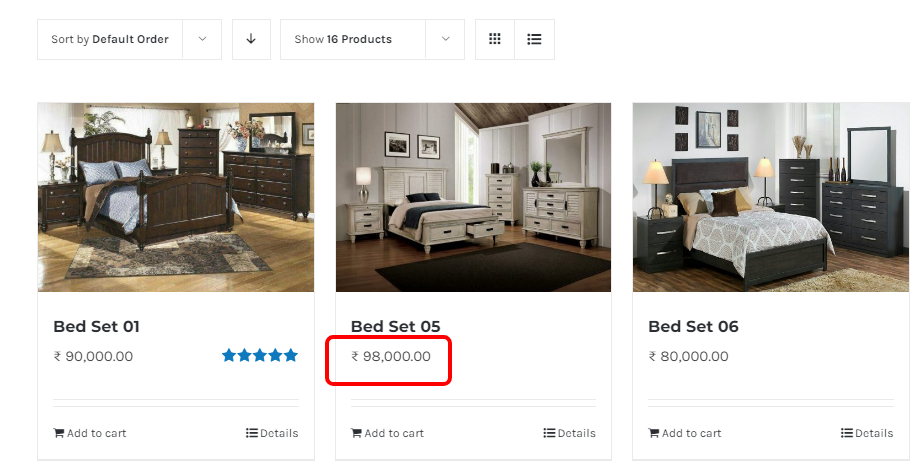 Sort by Default Order
Show 16 Products
Bed Set 01
₹ 90,000.00
Add to cart
Details
Bed Set 05
₹ 98,000.00
Add to cart
Details
Bed Set 06
₹ 80,000.00
Add to cart
Details